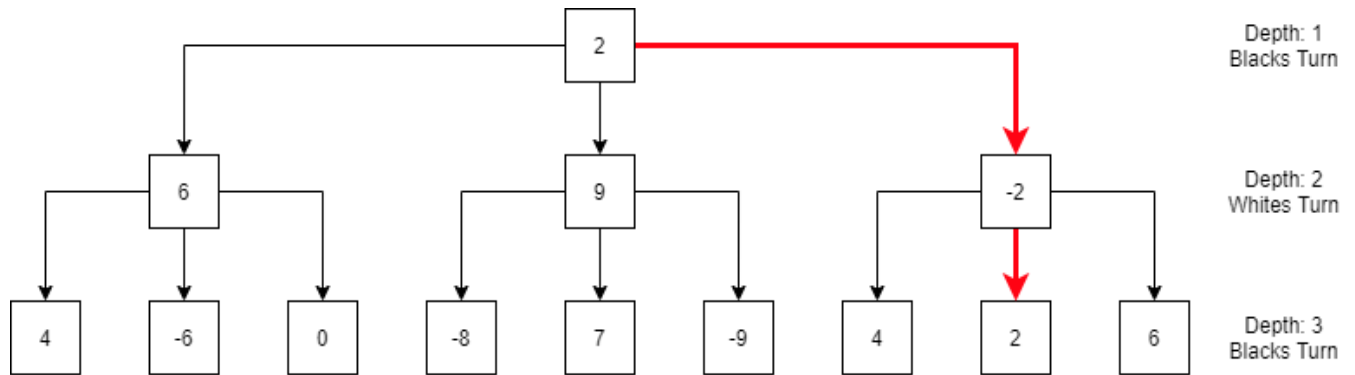 2
Depth: 1
Blacks Turn
6
9
-2
Depth: 2
Whites Turn
4
-6
0
-8
7
-9
4
2
6
Depth: 3
Blacks Turn